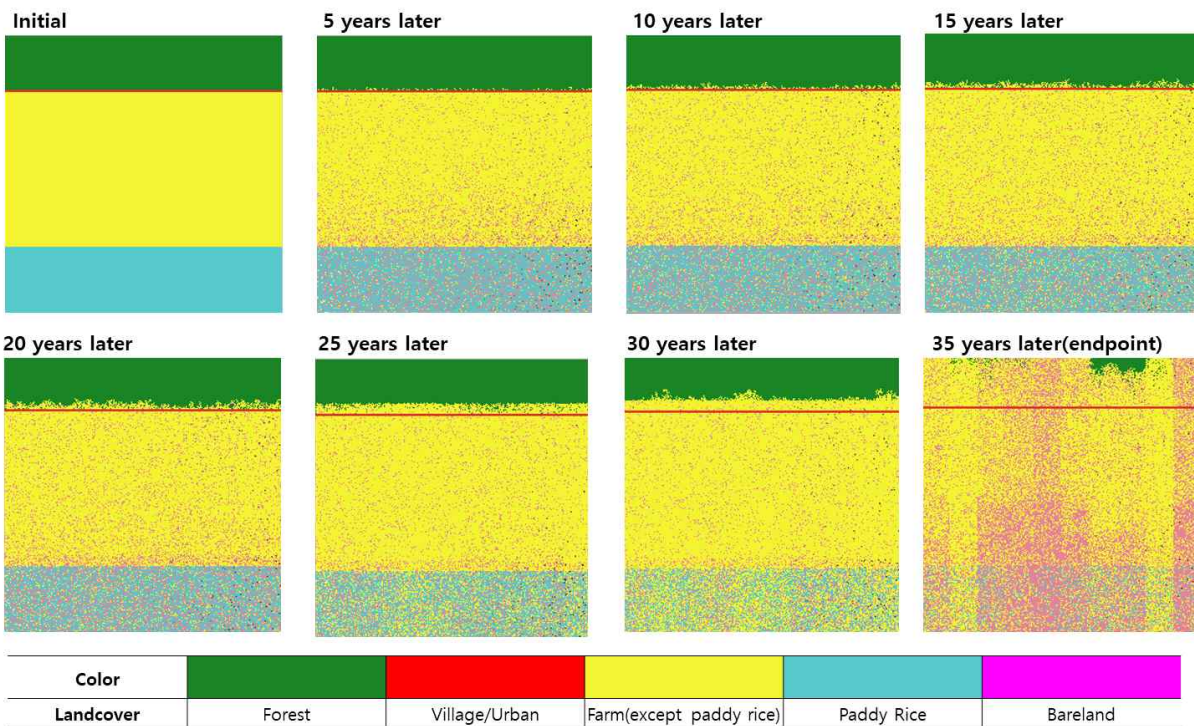 Initial
5 years later
10 years later
15 years later
20 years later
25 years later
30 years later
35 years later(endpoint)
Color
Landcover Forest Village/Urban Farm(except paddy rice) Paddy Rice Bareland